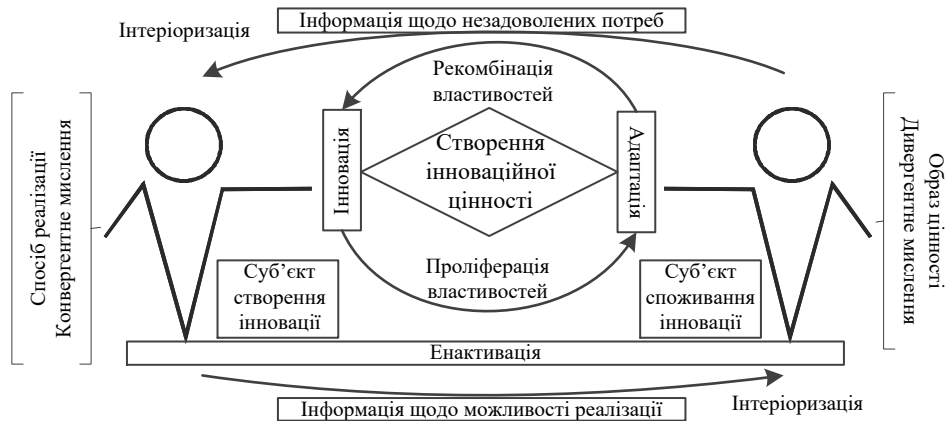 Інформація щодо незадоволених потреб
Інтеріоризація
Рекомбінація
властивостей
Спосіб реалізації
Конвергентне мислення
Інновація
Створення
інноваційної
цінності
Адаптація
Образ цінності
Дивергентне мислення
Проліферація
властивостей
Суб’єкт
створення
інновації
Суб’єкт
споживання
інновації
Енактивація
Інформація щодо можливості реалізації
Інтеріоризація